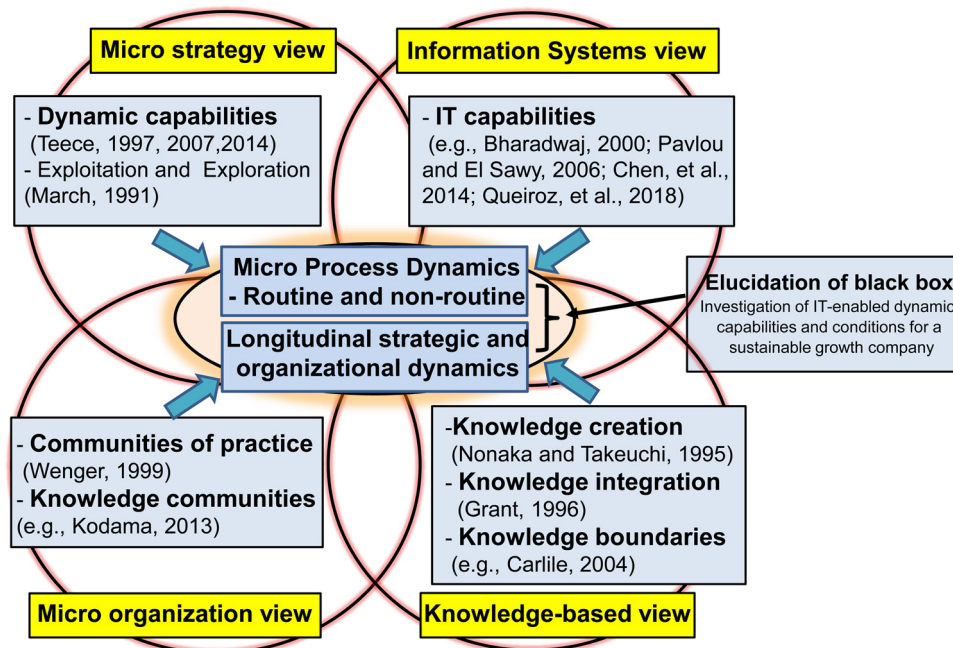 Micro strategy view
Information Systems view
- Dynamic capabilities
(Teece, 1997, 2007,2014)
- Exploitation and Exploration
(March, 1991)
- IT capabilities
(e.g., Bharadwaj, 2000; Pavlou
and El Sawy, 2006; Chen, et al.,
2014; Queiroz, et al., 2018)
Micro Process Dynamics
- Routine and non-routine
Longitudinal strategic and
organizational dynamics
Elucidation of black box
Investigation of IT-enabled dynamic
capabilities and conditions for a
sustainable growth company
- Communities of practice
(Wenger, 1999)
- Knowledge communities
(e.g., Kodama, 2013)
-Knowledge creation
(Nonaka and Takeuchi, 1995)
- Knowledge integration
(Grant, 1996)
- Knowledge boundaries
(e.g., Carlile, 2004)
Micro organization view
Knowledge-based view